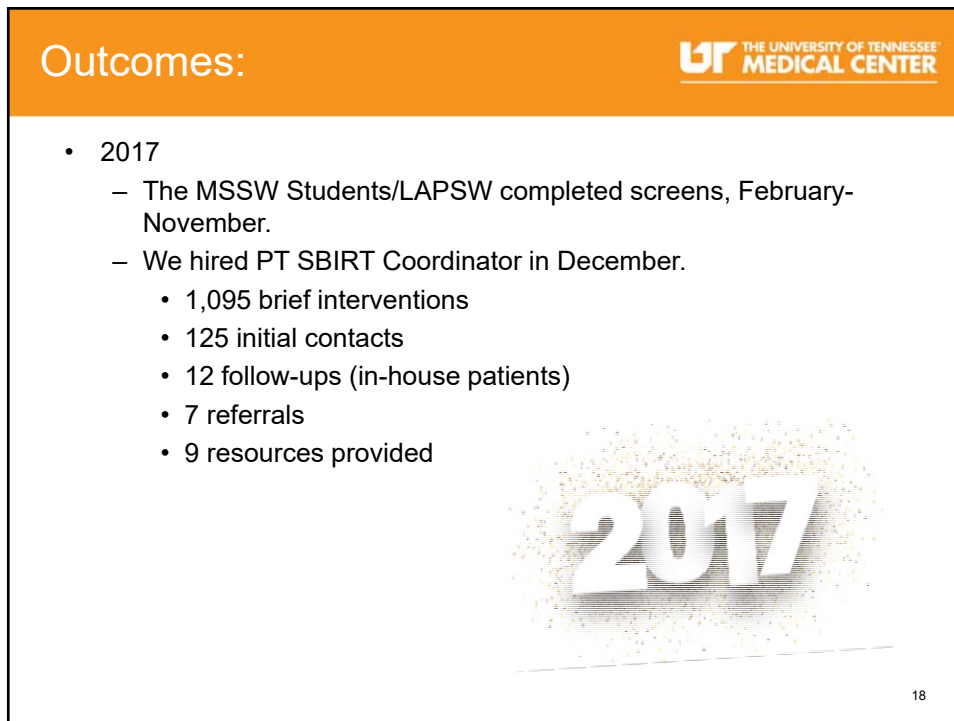 Outcomes:
UT THE UNIVERSITY OF TENNESSEE
MEDICAL CENTER
• 2017
– The MSSW Students/LAPSW completed screens, February-
November.
– We hired PT SBIRT Coordinator in December.
• 1,095 brief interventions
• 125 initial contacts
• 12 follow-ups (in-house patients)
• 7 referrals
• 9 resources provided
2017
18